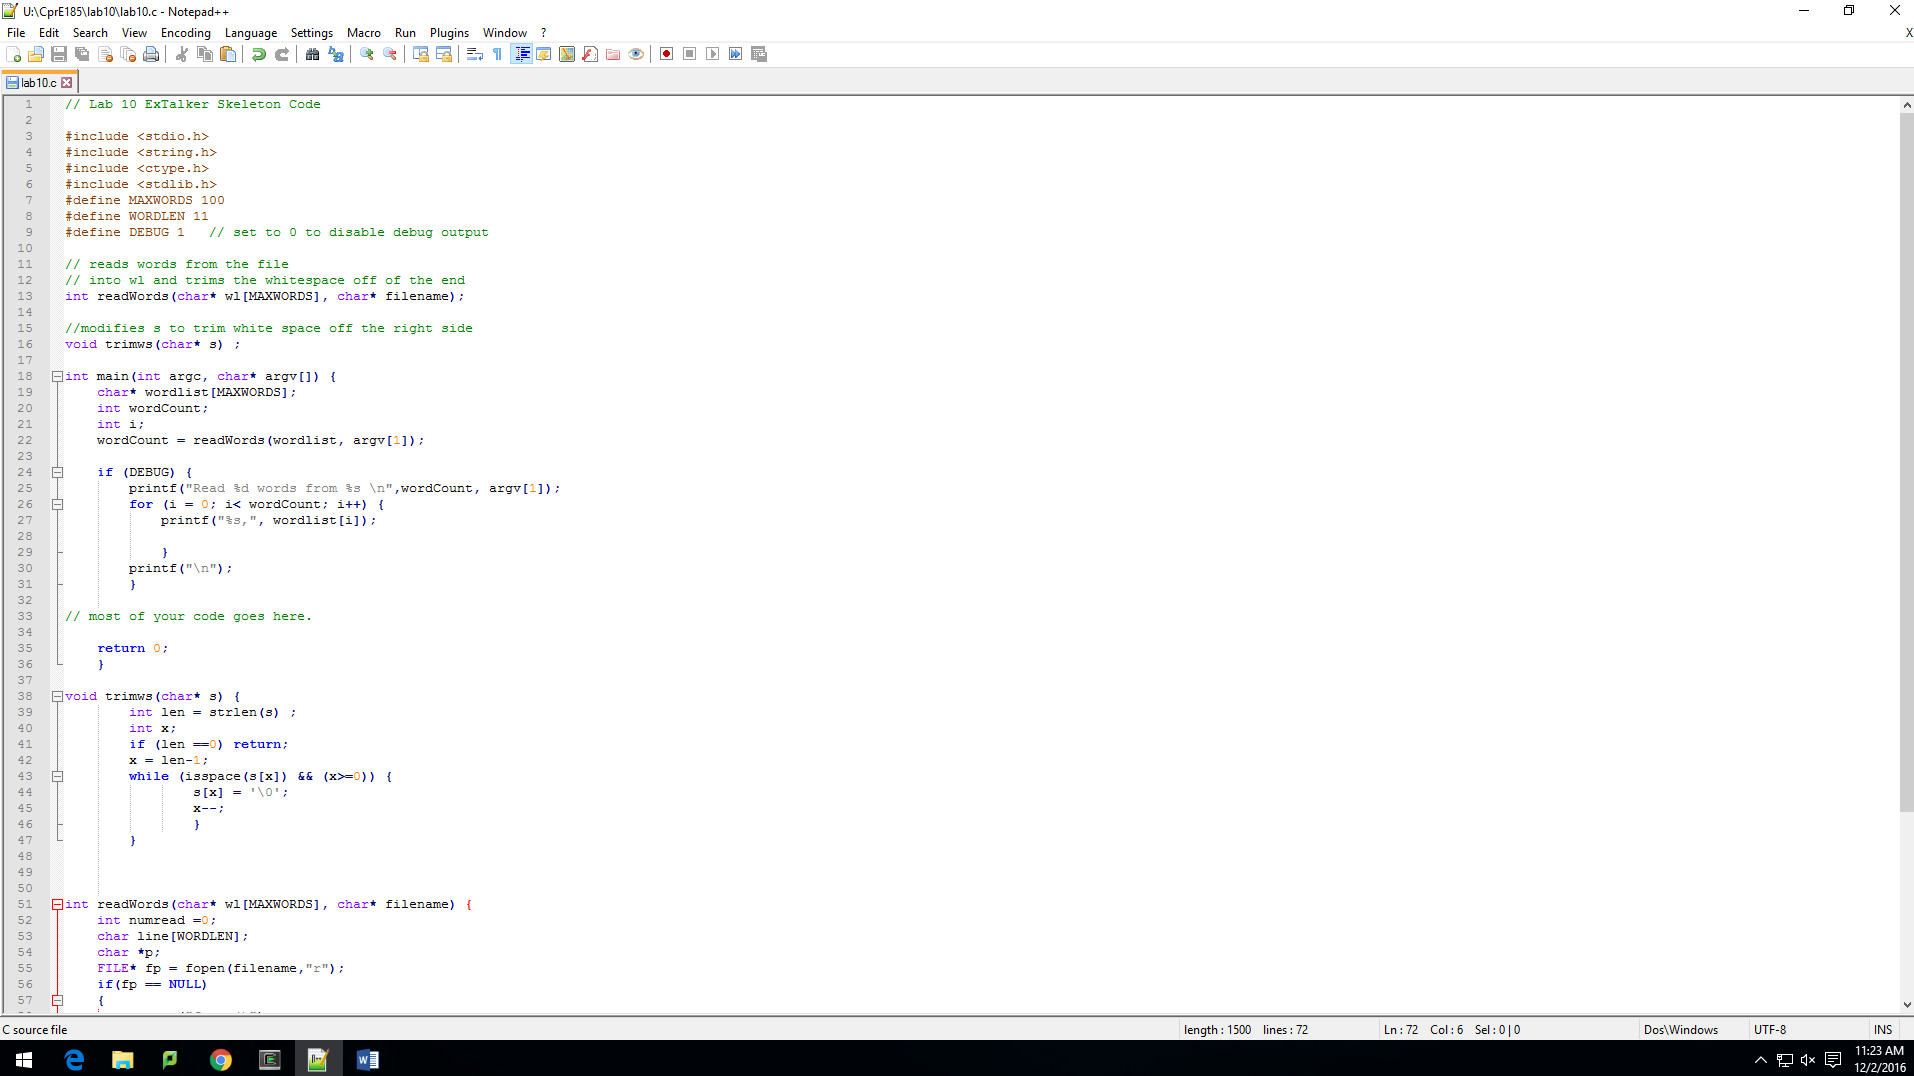 U:\CprE185\lab10\lab10.c - Notepad++
File Edit Search View Encoding Language Settings Macro Run Plugins Window ? X
lab10.c
1 // Lab 10 ExTalker Skeleton Code
2
3 #include <stdio.h>
4 #include <string.h>
5 #include <ctype.h>
6 #include <stdlib.h>
7 #define MAXWORDS 100
8 #define WORDLEN 11
9 #define DEBUG 1   // set to 0 to disable debug output
10
11 // reads words from the file
12 // into wl and trims the whitespace off of the end
13 int readWords(char* wl[MAXWORDS], char* filename);
14
15 //modifies s to trim white space off the right side
16 void trimws(char* s) ;
17
18 int main(int argc, char* argv[]) {
19     char* wordlist[MAXWORDS];
20     int wordCount;
21     int i;
22     wordCount = readWords(wordlist, argv[1]);
23
24     if (DEBUG) {
25         printf("Read %d words from %s \n",wordCount, argv[1]);
26         for (i = 0; i< wordCount; i++) {
27             printf("%s,", wordlist[i]);
28
29             }
30         printf("\n");
31         }
32
33 // most of your code goes here.
34
35     return 0;
36     }
37
38 void trimws(char* s) {
39         int len = strlen(s) ;
40         int x;
41         if (len ==0) return;
42         x = len-1;
43         while (isspace(s[x]) && (x>=0)) {
44                 s[x] = '\0';
45                 x--;
46                 }
47         }
48
49
50
51 int readWords(char* wl[MAXWORDS], char* filename) {
52     int numread =0;
53     char line[WORDLEN];
54     char *p;
55     FILE* fp = fopen(filename,"r");
56     if(fp == NULL)
57     {
C source file length : 1500 lines : 72 Ln : 72 Col : 6 Sel : 0 | 0 Dos\Windows UTF-8 INS
11:23 AM
12/2/2016